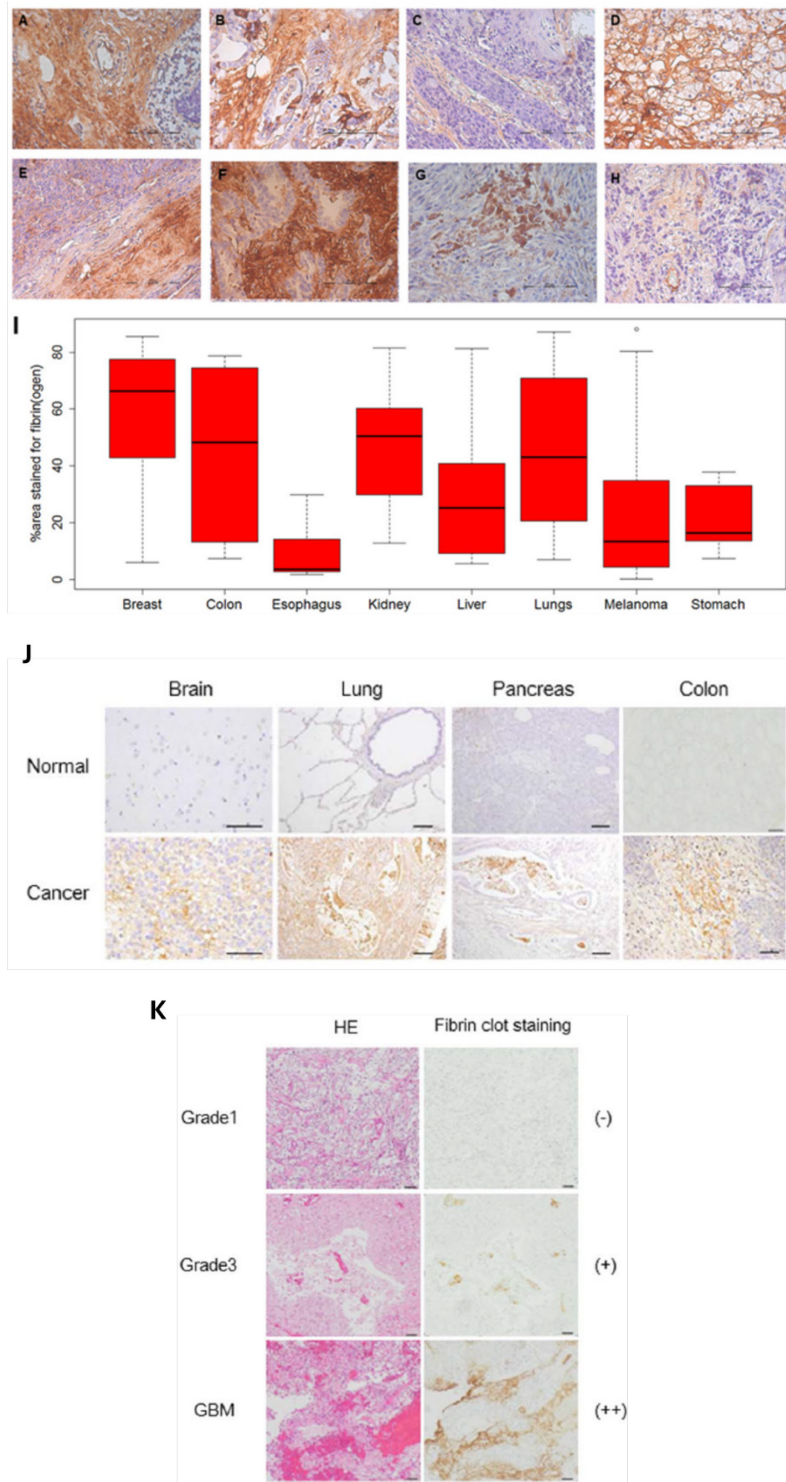 A B C D
E F G H
I
%area stained for fibrin(ogen)
80
60
40
20
0
Breast Colon Esophagus Kidney Liver Lungs Melanoma Stomach
J
Brain Lung Pancreas Colon
Normal
Cancer
K
HE Fibrin clot staining
Grade1 (-)
Grade3 (+)
GBM (++)